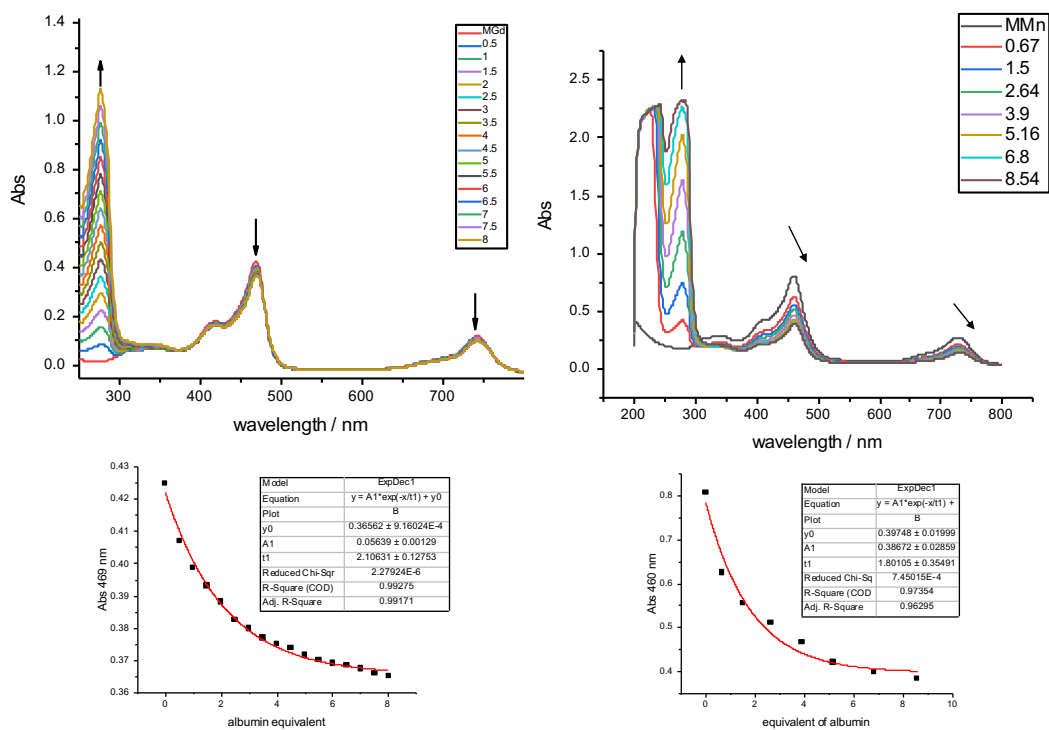 1.4
1.2
1.0
0.8
0.6
0.4
0.2
0.0
Abs
300
400
500
600
700
wavelength / nm
MGd
0.5
1
1.5
2
2.5
3
3.5
4
4.5
5
5.5
6
6.5
7
7.5
8
2.5
2.0
1.5
1.0
0.5
0.0
Abs
200
300
400
500
600
700
800
wavelength / nm
MMn
0.67
1.5
2.64
3.9
5.16
6.8
8.54
0.43
0.42
0.41
0.40
0.39
0.38
0.37
0.36
Abs 469 nm
0
2
4
6
8
albumin equivalent
Model ExpDec1
Equation y = A1*exp(-x/t1) + y0
Plot B
y0 0.36562 ± 9.16024E-4
A1 0.05639 ± 0.00129
t1 2.10631 ± 0.12753
Reduced Chi-Sqr 2.27924E-6
R-Square (COD) 0.99275
Adj. R-Square 0.99171
0.9
0.8
0.7
0.6
0.5
0.4
Abs 460 nm
0
2
4
6
8
10
equivalent of albumin
Model ExpDec1
Equation y = A1*exp(-x/t1) +
Plot B
y0 0.39748 ± 0.01999
A1 0.38672 ± 0.02859
t1 1.80105 ± 0.35491
Reduced Chi-Sq 7.45015E-4
R-Square (COD 0.97354
Adj. R-Square 0.96295